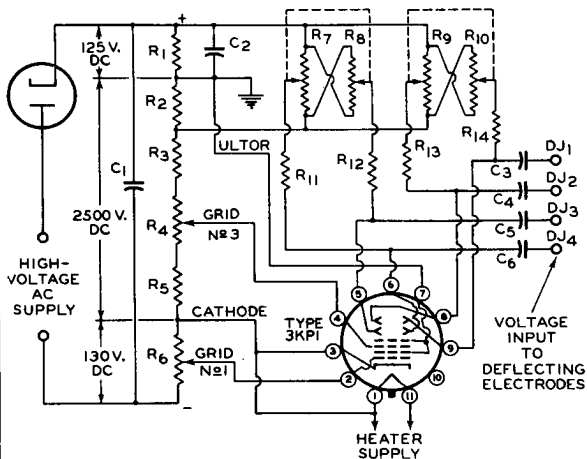 +
125 V.
DC
R1
C2
R7
R8
R9
R10
R2
ULTOR
R3
R11
R12
R13
R14
C1
2500 V.
DC
R4
GRID
Nº3
R5
CATHODE
C3
DJ1
C4
DJ2
C5
DJ3
C6
DJ4
HIGH-
VOLTAGE
AC
SUPPLY
130 V.
DC
R6
GRID
Nº1
-
TYPE
3KP1
5
6
7
4
8
3
9
2
10
1
11
HEATER
SUPPLY
VOLTAGE
INPUT
TO
DEFLECTING
ELECTRODES